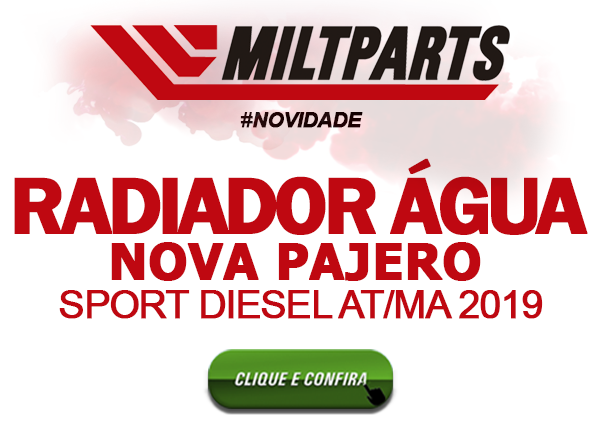 MILTPARTS
#NOVIDADE
RADIADOR ÁGUA
NOVA PAJERO
SPORT DIESEL AT/MA 2019
CLIQUE E CONFIRA